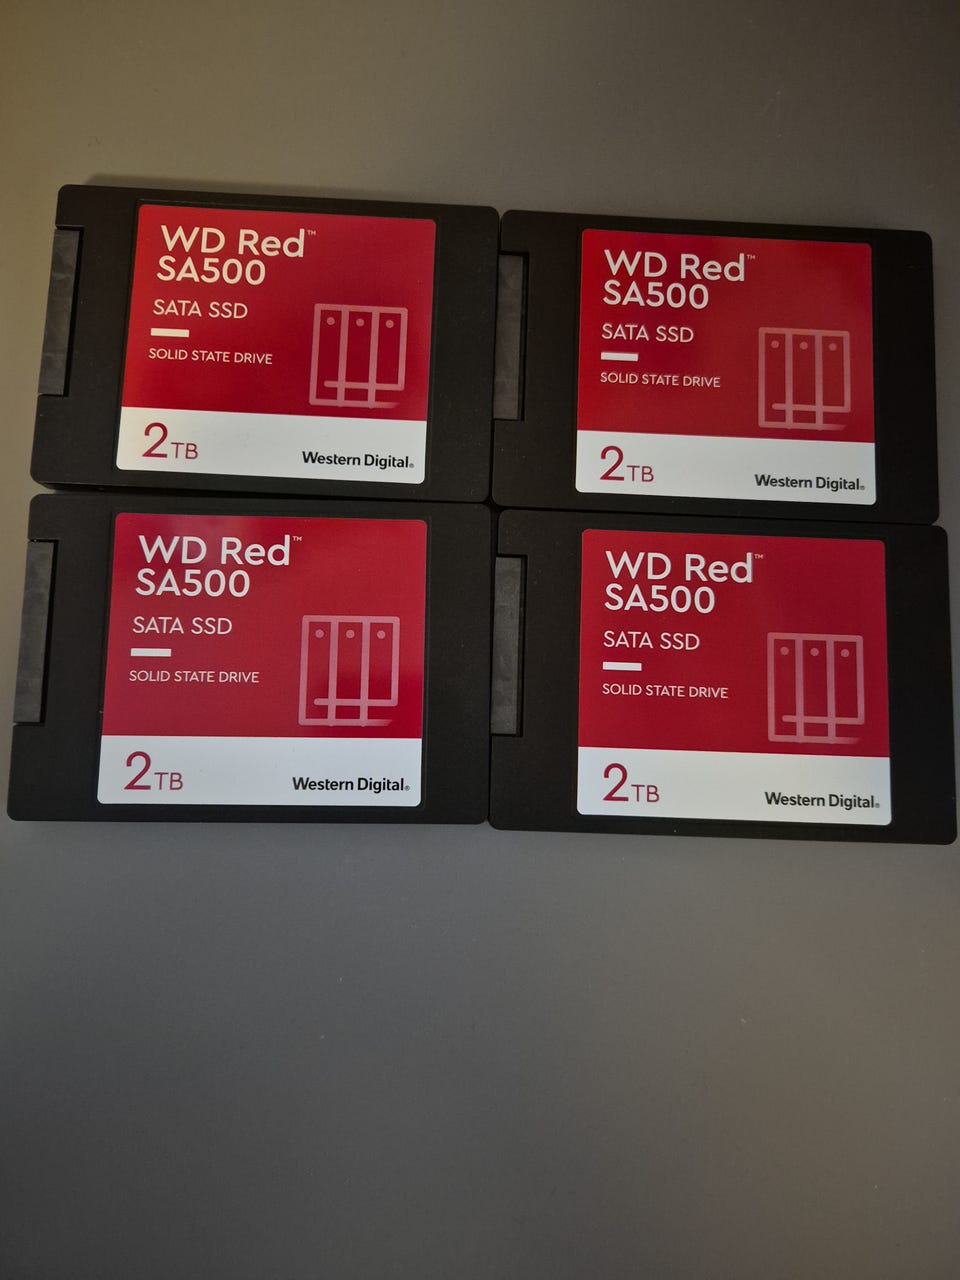 WD Red™
SA500
SATA SSD
SOLID STATE DRIVE
2TB
Western Digital®
WD Red™
SA500
SATA SSD
SOLID STATE DRIVE
2TB
Western Digital®
WD Red™
SA500
SATA SSD
SOLID STATE DRIVE
2TB
Western Digital®
WD Red™
SA500
SATA SSD
SOLID STATE DRIVE
2TB
Western Digital®